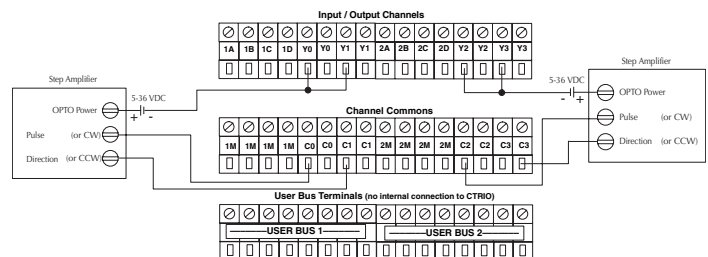 Input / Output Channels
1A 1B 1C 1D Y0 Y0 Y1 Y1 2A 2B 2C 2D Y2 Y2 Y3 Y3
Step Amplifier
OPTO Power
Pulse (or CW)
Direction (or CCW)
5-36 VDC
+ -
Step Amplifier
5-36 VDC
- +
OPTO Power
Pulse (or CW)
Direction (or CCW)
Channel Commons
1M 1M 1M 1M C0 C0 C1 C1 2M 2M 2M 2M C2 C2 C3 C3
User Bus Terminals (no internal connection to CTRIO)
USER BUS 1 USER BUS 2